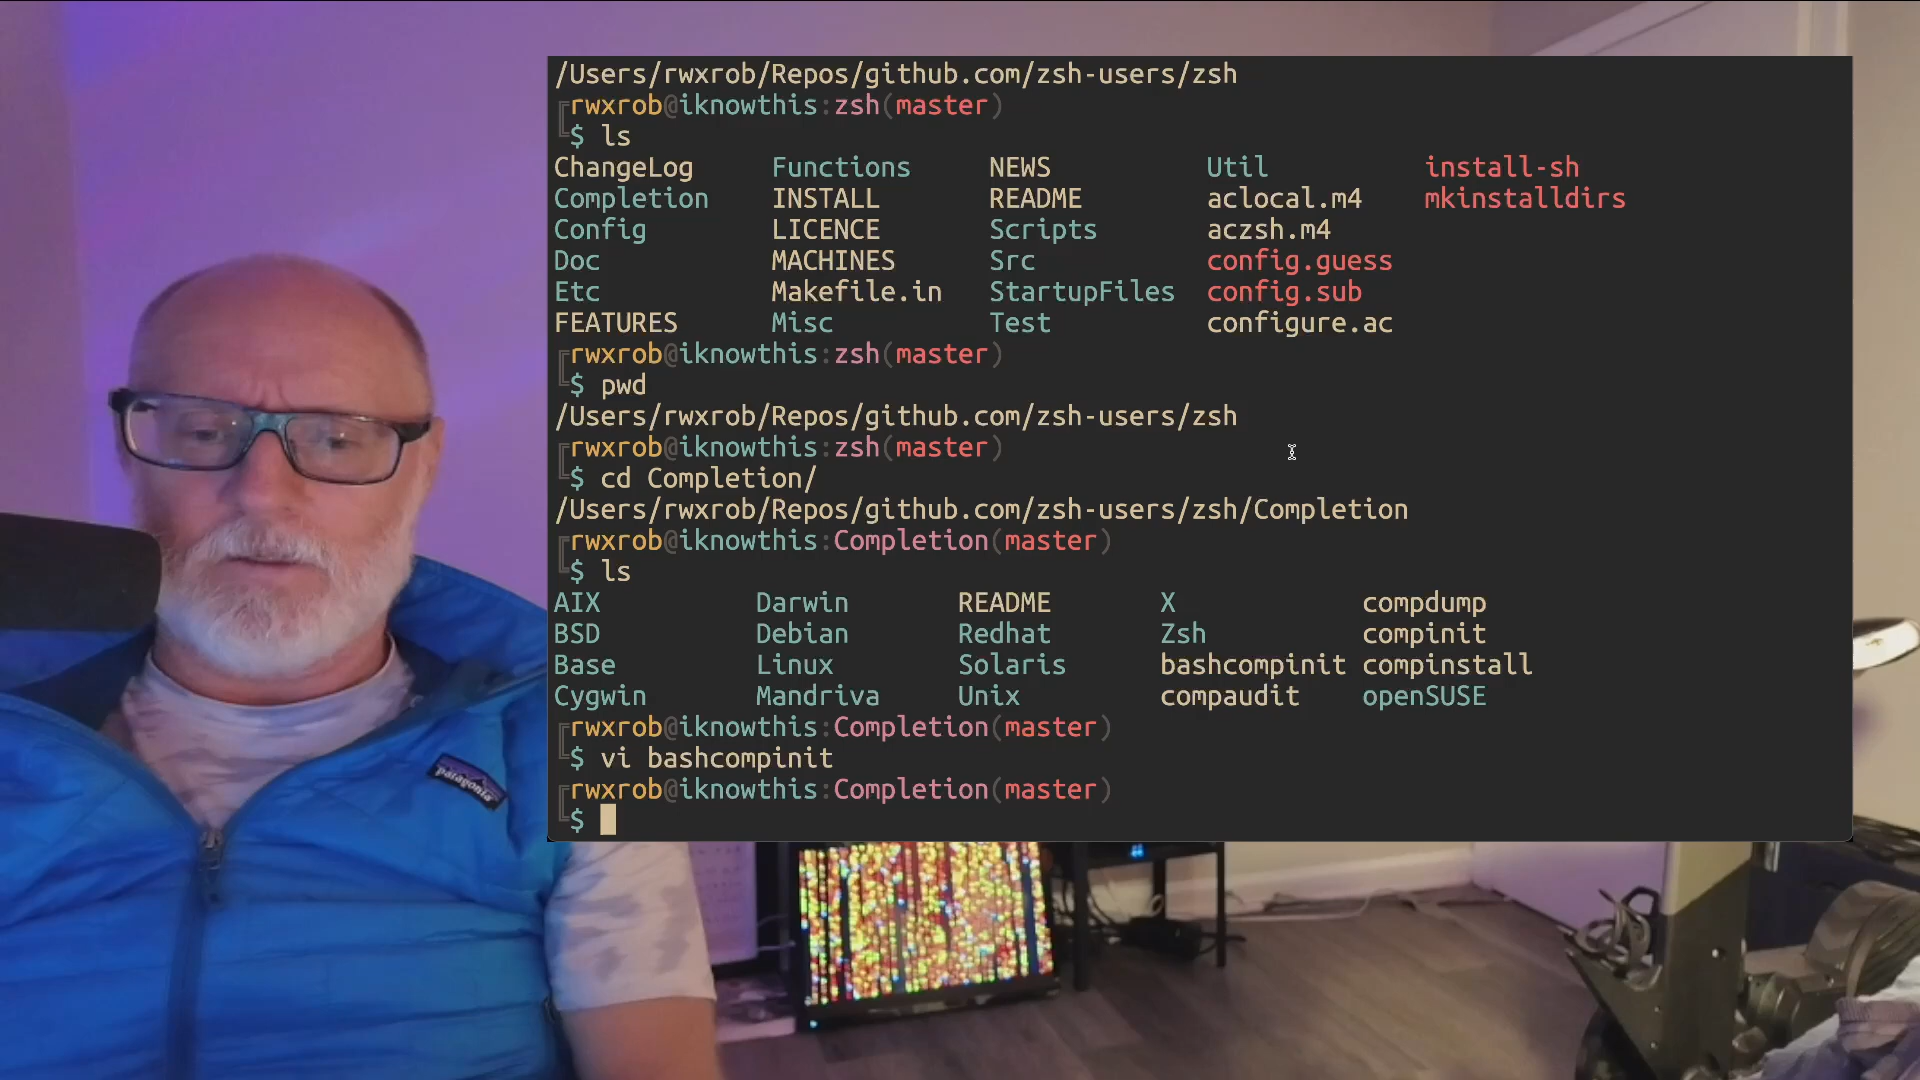 /Users/rwxrob/Repos/github.com/zsh-users/zsh
rwxrob@iknowthis:zsh(master)
$ ls
ChangeLog Functions NEWS Util install-sh
Completion INSTALL README aclocal.m4 mkinstalldirs
Config LICENCE Scripts aczsh.m4
Doc MACHINES Src config.guess
Etc Makefile.in StartupFiles config.sub
FEATURES Misc Test configure.ac
rwxrob@iknowthis:zsh(master)
$ pwd
/Users/rwxrob/Repos/github.com/zsh-users/zsh
rwxrob@iknowthis:zsh(master)
$ cd Completion/
/Users/rwxrob/Repos/github.com/zsh-users/zsh/Completion
rwxrob@iknowthis:Completion(master)
$ ls
AIX Darwin README X compdump
BSD Debian Redhat Zsh compinit
Base Linux Solaris bashcompinit compinstall
Cygwin Mandriva Unix compaudit openSUSE
rwxrob@iknowthis:Completion(master)
$ vi bashcompinit
rwxrob@iknowthis:Completion(master)
$
patagonia